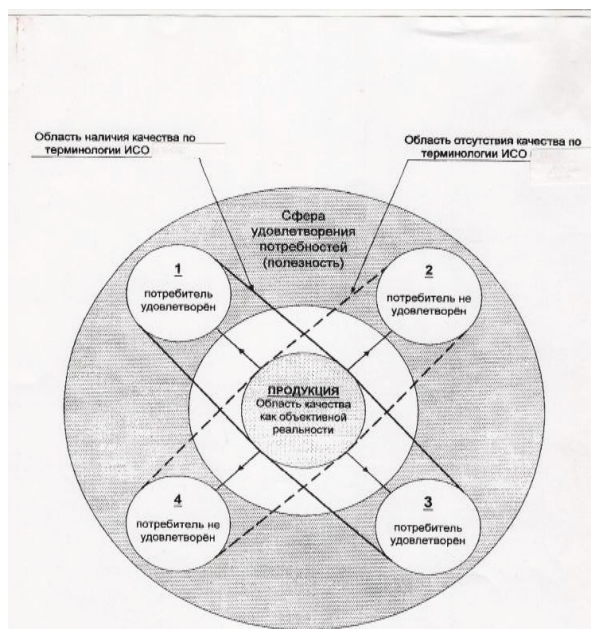 Область наличия качества по
терминологии ИСО
Область отсутствия качества по
терминологии ИСО
Сфера
удовлетворения
потребностей
(полезность)
1
потребитель
удовлетворён
2
потребитель не
удовлетворён
ПРОДУКЦИЯ
Область качества
как объективной
реальности
4
потребитель не
удовлетворён
3
потребитель
удовлетворён